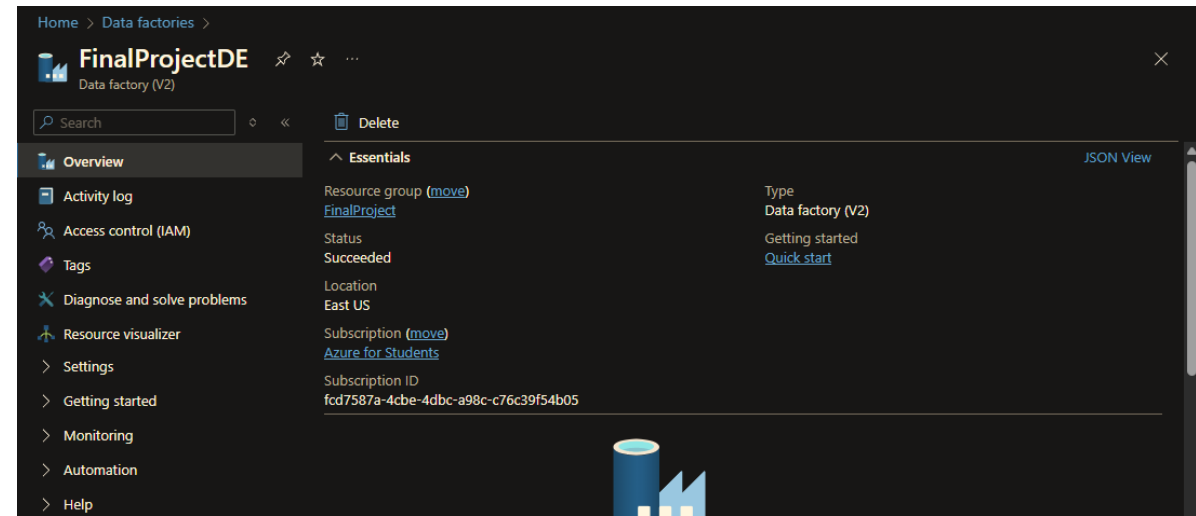 Home > Data factories >
FinalProjectDE
Data factory (V2)
Search
Delete
Overview
Activity log
Access control (IAM)
Tags
Diagnose and solve problems
Resource visualizer
Settings
Getting started
Monitoring
Automation
Help
Essentials
JSON View
Resource group (move)
FinalProject
Status
Succeeded
Location
East US
Subscription (move)
Azure for Students
Subscription ID
fcd7587a-4cbe-4dbc-a98c-c76c39f54b05
Type
Data factory (V2)
Getting started
Quick start